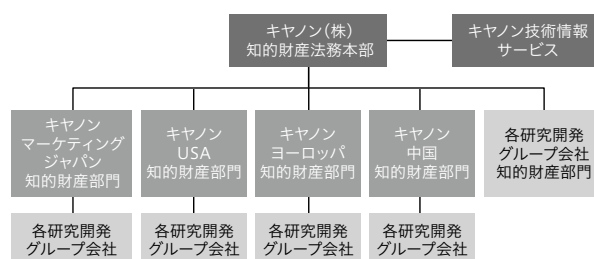 キヤノン(株)
知的財産法務本部
キヤノン技術情報
サービス
キヤノン
マーケティング
ジャパン
知的財産部門
キヤノン
USA
知的財産部門
キヤノン
ヨーロッパ
知的財産部門
キヤノン
中国
知的財産部門
各研究開発
グループ会社
知的財産部門
各研究開発
グループ会社
各研究開発
グループ会社
各研究開発
グループ会社
各研究開発
グループ会社